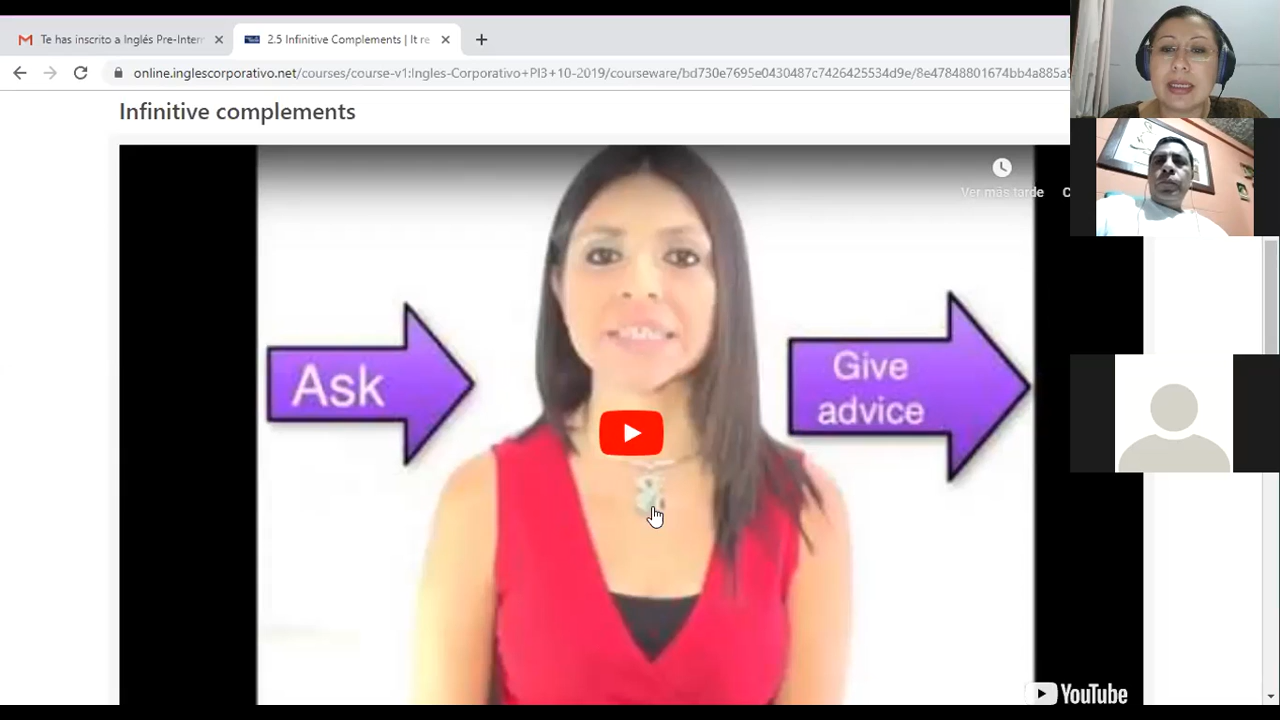 Te has inscrito a Inglés Pre-Interm
2.5 Infinitive Complements | It re
online.inglescorporativo.net/courses/course-v1:Ingles-Corporativo+PI3+10-2019/courseware/bd730e7695e0430487c7426425534d9e/8e47848801674bb4a885a9
Infinitive complements
Ver más tarde
Ask
Give
advice
YouTube